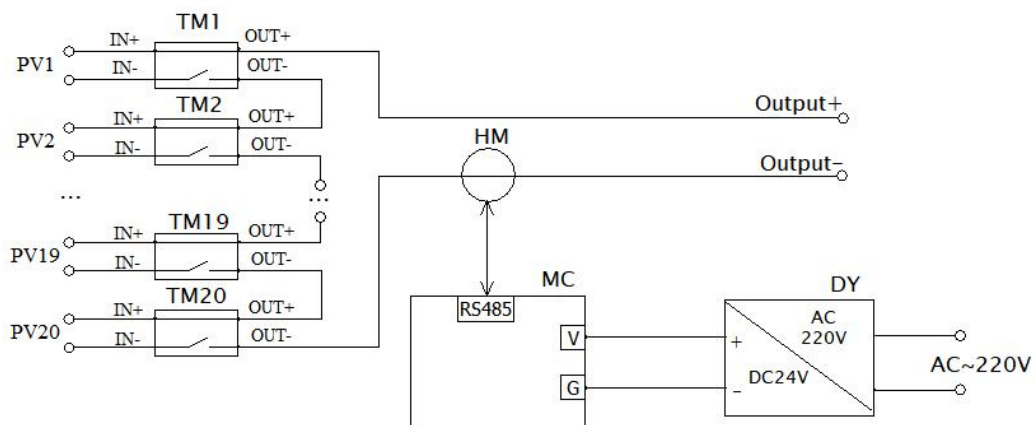 TM1
IN+ OUT+
PV1
IN- OUT-
TM2
IN+ OUT+
PV2
IN- OUT-
...
...
TM19
IN+ OUT+
PV19
IN- OUT-
TM20
IN+ OUT+
PV20
IN- OUT-
Output+
HM
Output-
MC
RS485
V
G
DY
AC
220V
+
DC24V
-
AC~220V